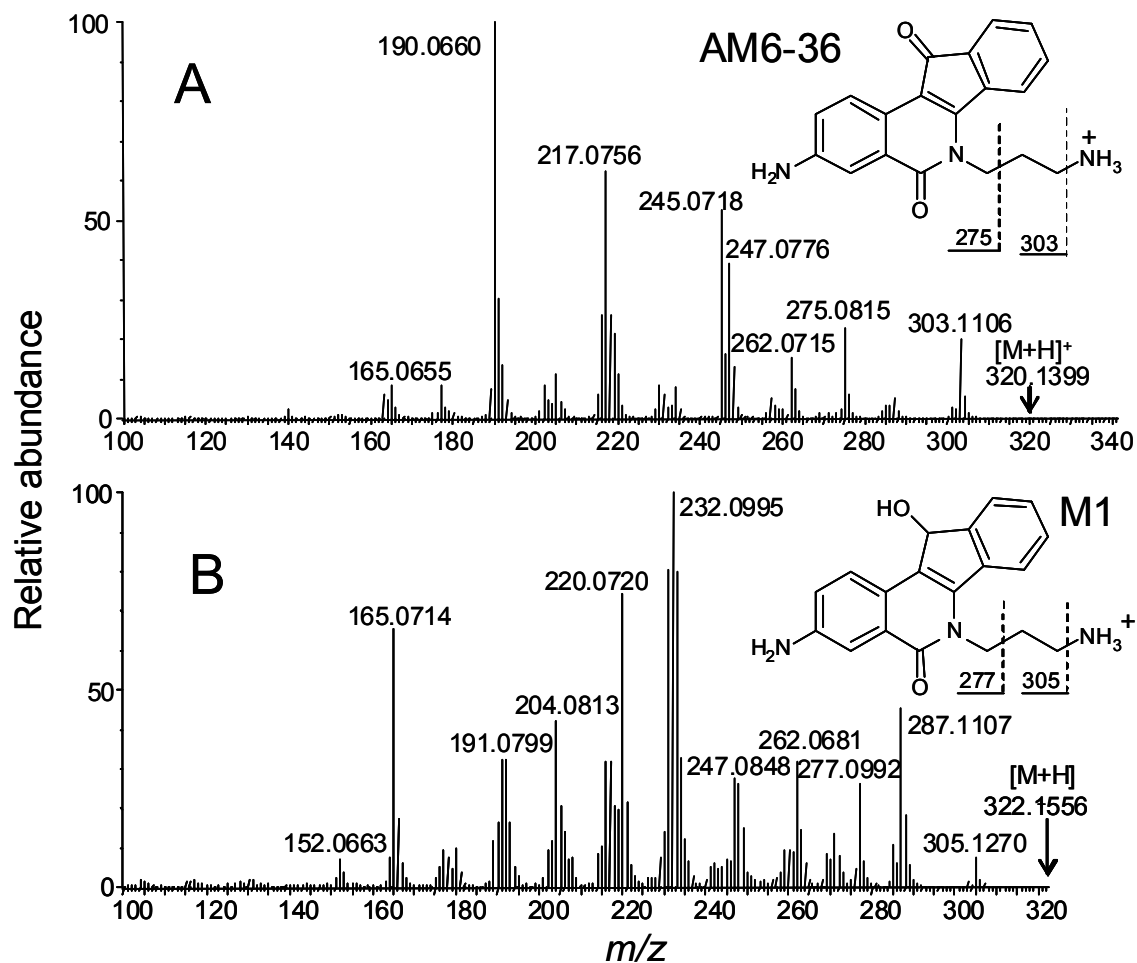 Relative abundance
A
AM6-36
100
50
0
190.0660
217.0756
245.0718
247.0776
262.0715
275.0815
303.1106
165.0655
[M+H]+
320.1399
O
N
O
H2N
NH3
+
275
303
100 120 140 160 180 200 220 240 260 280 300 320 340
B
M1
100
50
0
232.0995
220.0720
165.0714
204.0813
191.0799
152.0663
247.0848
262.0681
277.0992
287.1107
305.1270
[M+H]
+
322.1556
HO
N
O
H2N
NH3
+
277
305
100 120 140 160 180 200 220 240 260 280 300 320
m/z